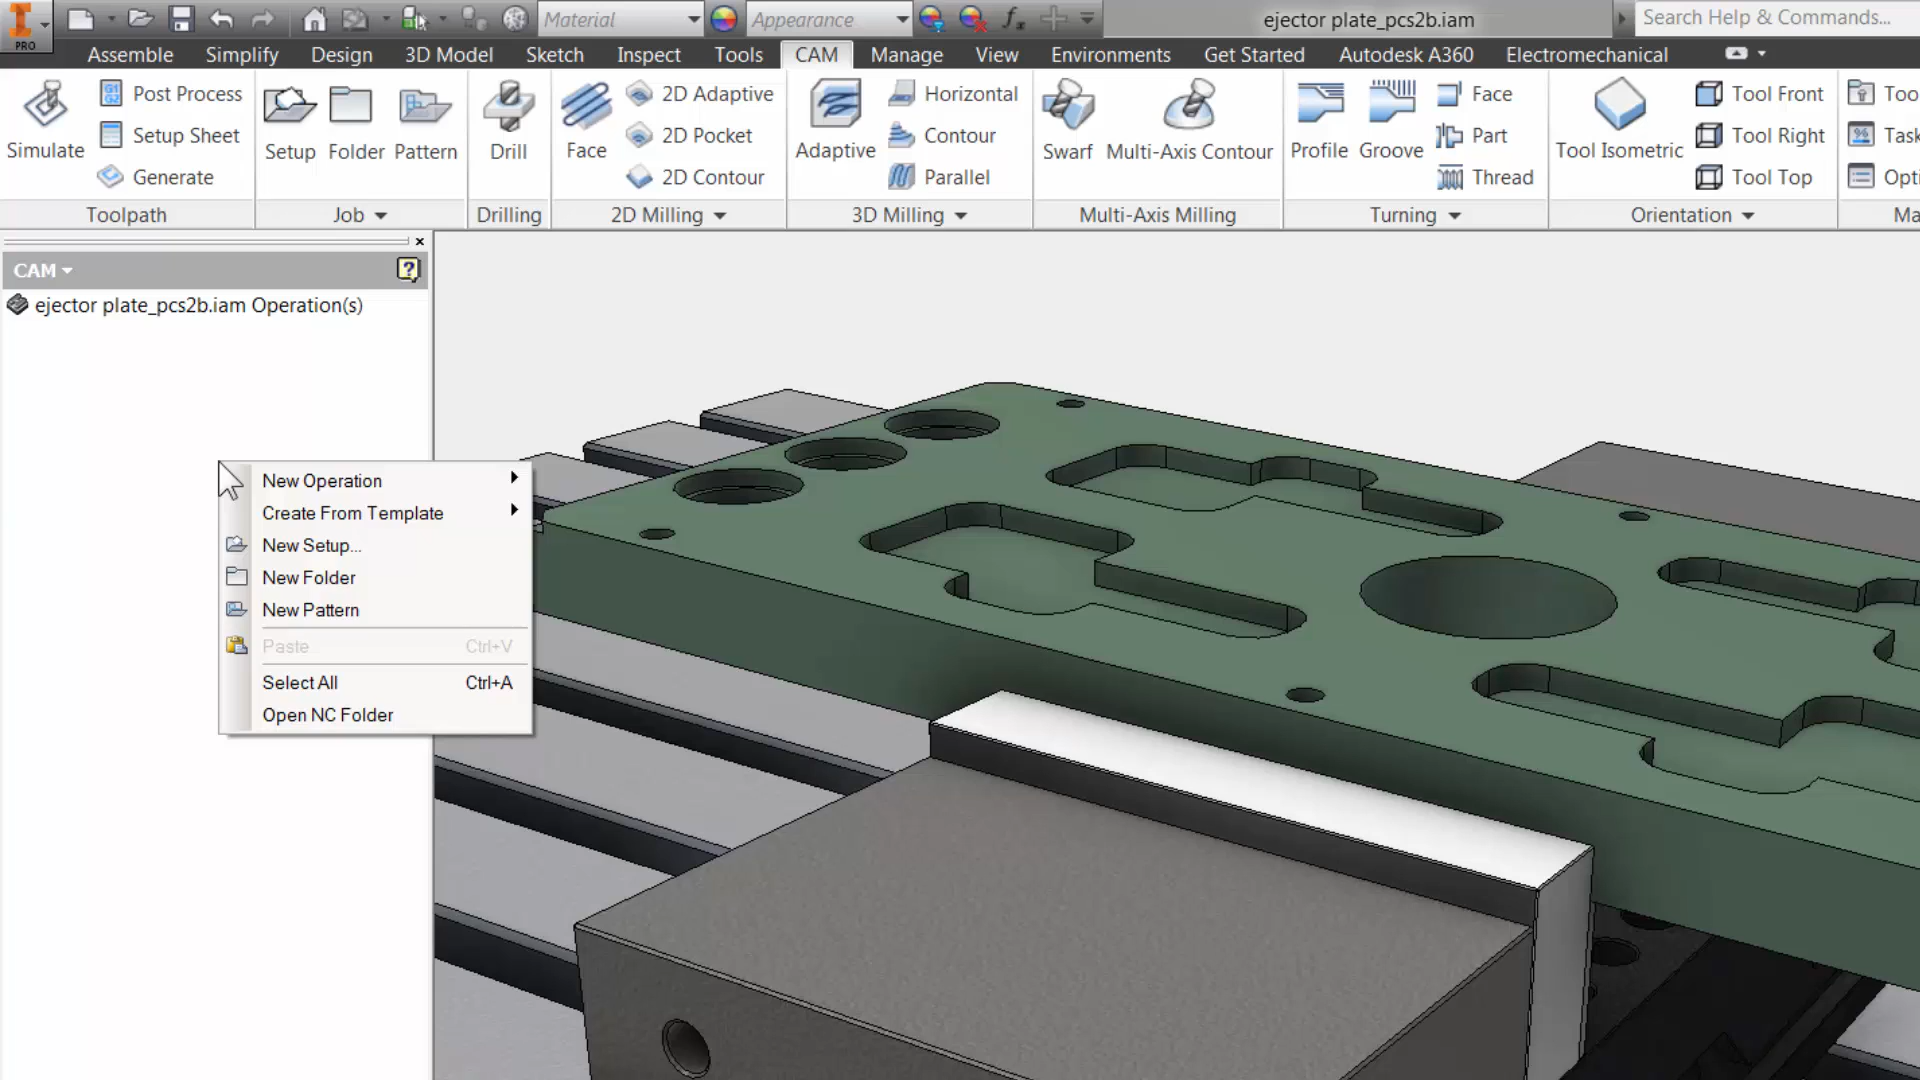 PRO
Material
Appearance
ejector plate_pcs2b.iam
Search Help & Commands...
Assemble Simplify Design 3D Model Sketch Inspect Tools CAM Manage View Environments Get Started Autodesk A360 Electromechanical
Simulate
Post Process
Setup Sheet
Generate
Toolpath
Setup
Folder
Pattern
Job
Drill
Drilling
Face
2D Adaptive
2D Pocket
2D Contour
2D Milling
Adaptive
Horizontal
Contour
Parallel
3D Milling
Swarf
Multi-Axis Contour
Multi-Axis Milling
Profile
Groove
Face
Part
Thread
Turning
Tool Isometric
Tool Front
Tool Right
Tool Top
Orientation
Too
Task
Opti
Ma
CAM
ejector plate_pcs2b.iam Operation(s)
New Operation
Create From Template
New Setup...
New Folder
New Pattern
Paste Ctrl+V
Select All Ctrl+A
Open NC Folder